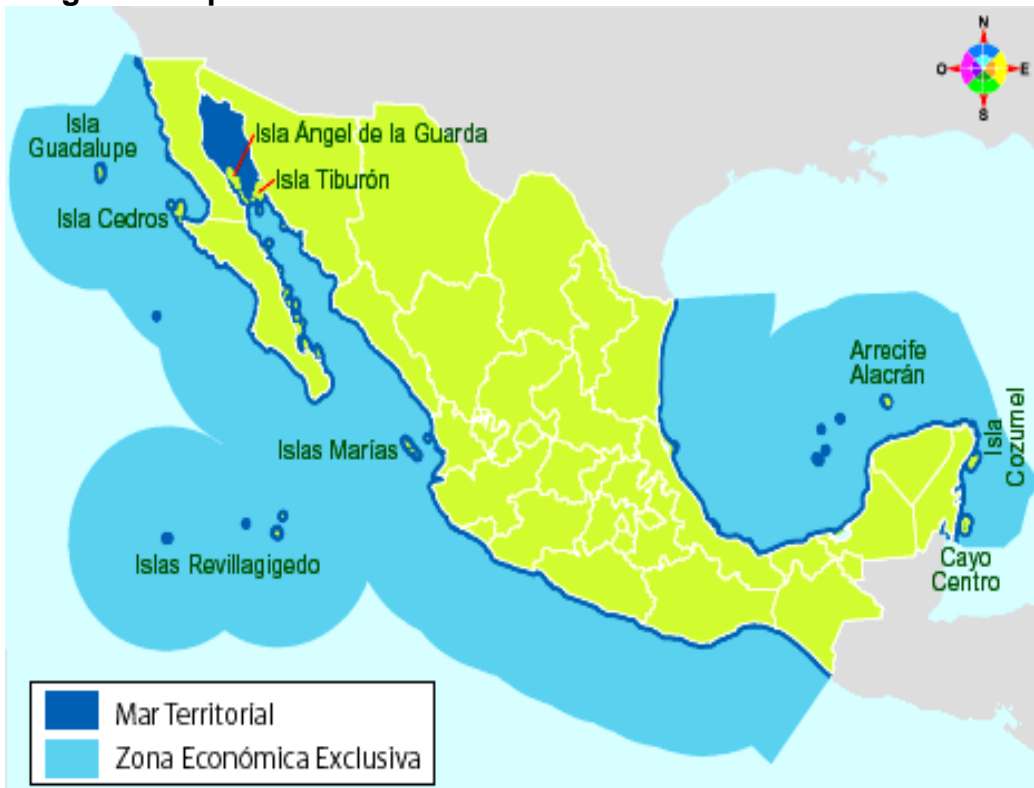 N
O
E
S
Isla
Guadalupe
Isla Ángel de la Guarda
Isla Tiburón
Isla Cedros
Arrecife
Alacrán
Isla
Cozumel
Islas Marías
Islas Revillagigedo
Cayo
Centro
Mar Territorial
Zona Económica Exclusiva